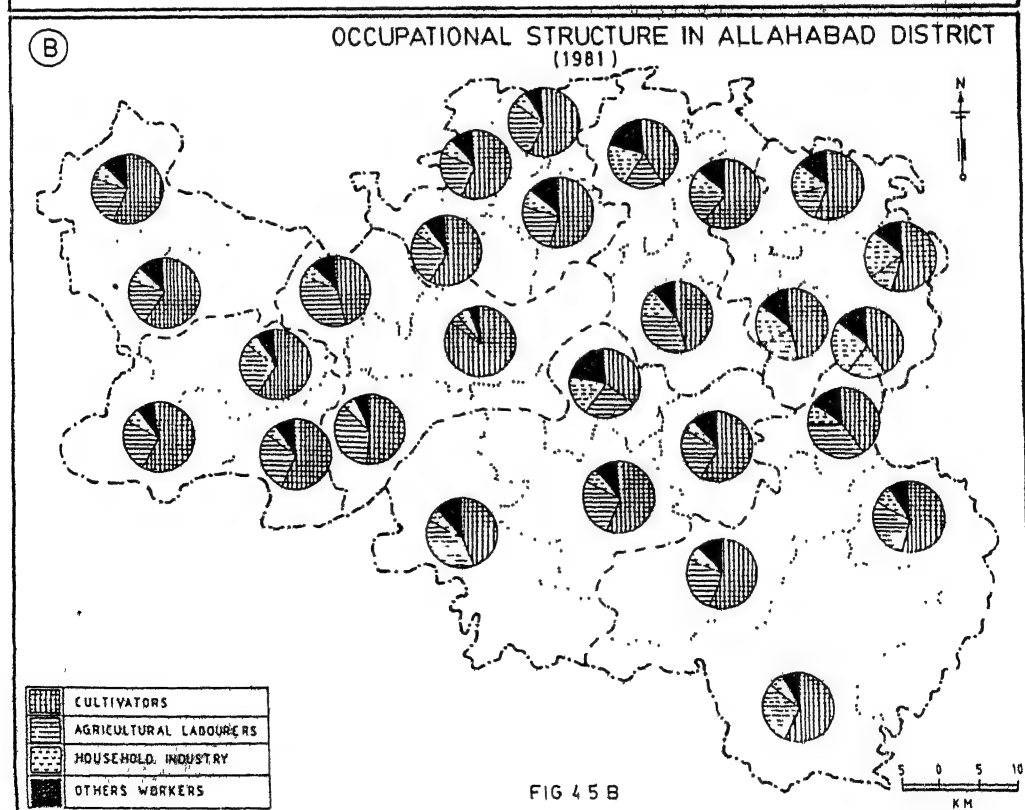 B
OCCUPATIONAL STRUCTURE IN ALLAHABAD DISTRICT
(1981)
N
CULTIVATORS
AGRICULTURAL LABOURERS
HOUSEHOLD INDUSTRY
OTHERS WORKERS
FIG 4 5 B
5 0 5 10
KM